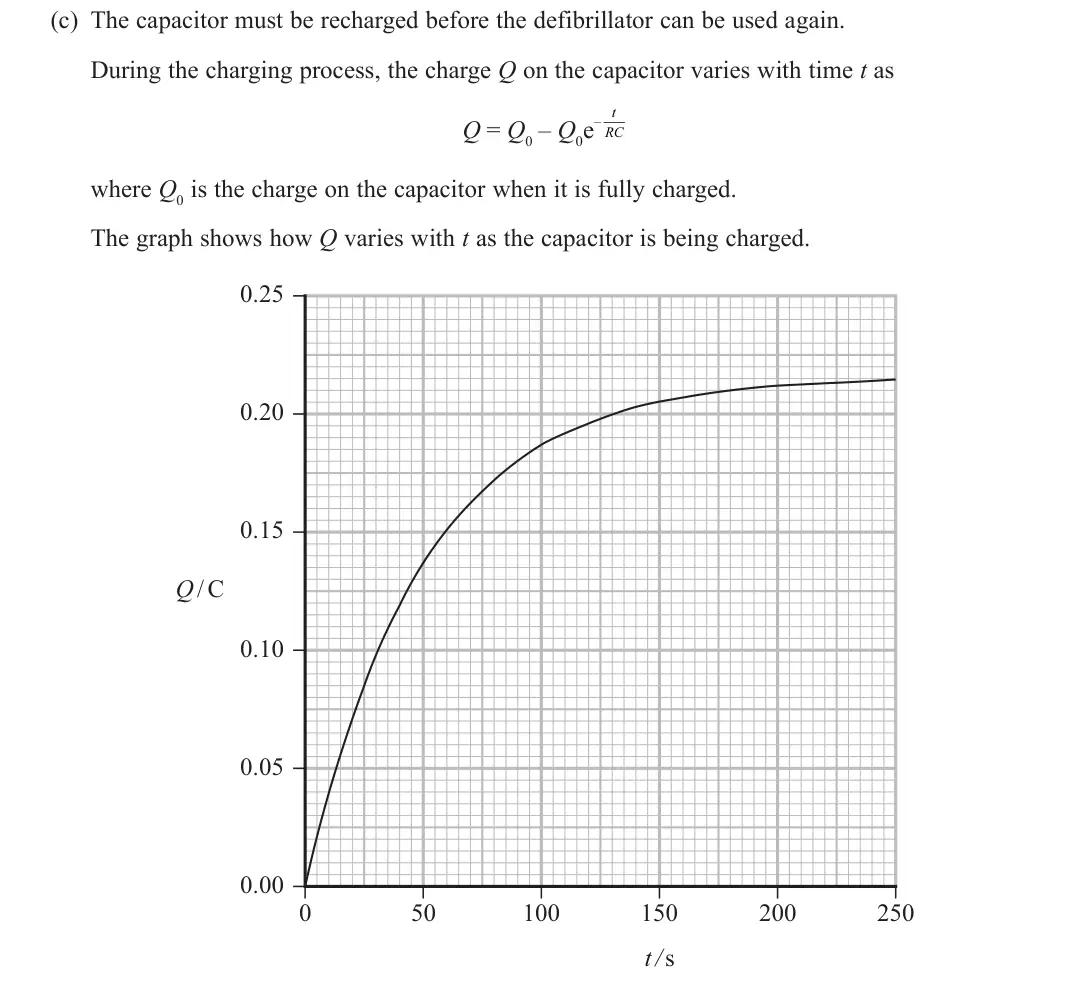 (c) The capacitor must be recharged before the defibrillator can be used again.
During the charging process, the charge Q on the capacitor varies with time t as
Q = Q₀ – Q₀e^(–t/RC)
where Q₀ is the charge on the capacitor when it is fully charged.
The graph shows how Q varies with t as the capacitor is being charged.
0.25
0.20
0.15
Q/C
0.10
0.05
0.00
0 50 100 150 200 250
t/s